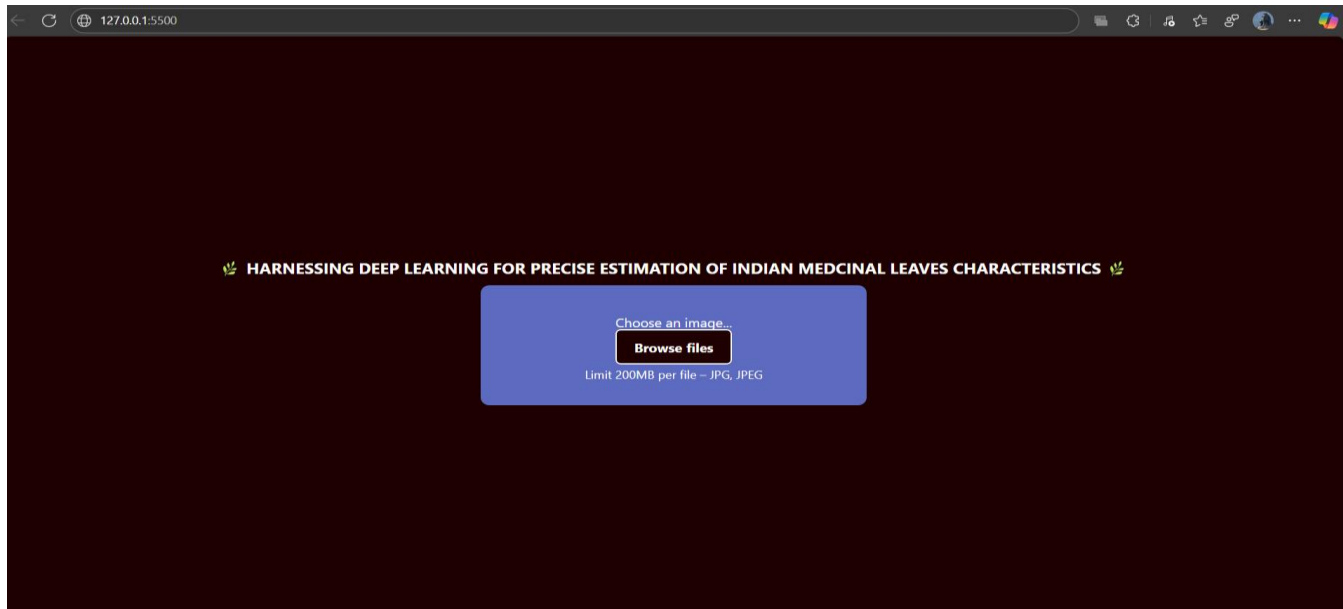 127.0.0.1:5500
🌿 HARNESSING DEEP LEARNING FOR PRECISE ESTIMATION OF INDIAN MEDCINAL LEAVES CHARACTERISTICS 🌿
Choose an image...
Browse files
Limit 200MB per file – JPG, JPEG